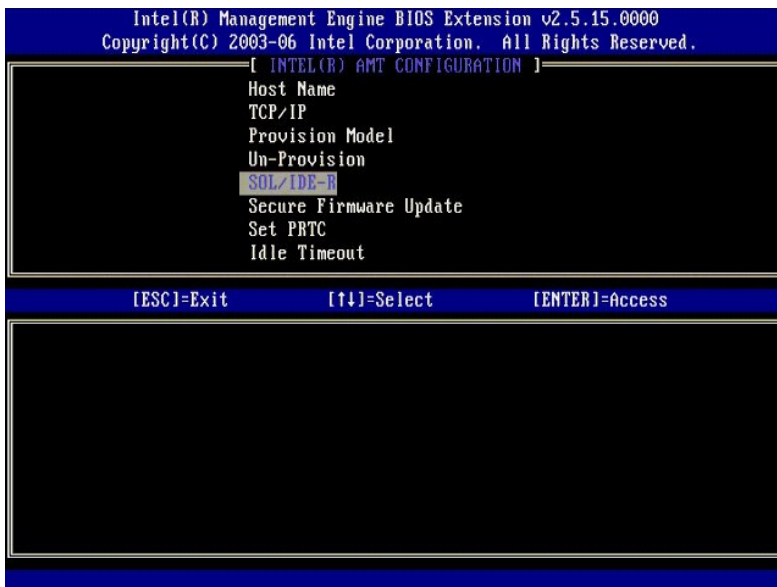 Intel(R) Management Engine BIOS Extension v2.5.15.0000
Copyright(C) 2003-06 Intel Corporation. All Rights Reserved.
[ INTEL(R) AMT CONFIGURATION ]
Host Name
TCP/IP
Provision Model
Un-Provision
SOL/IDE-R
Secure Firmware Update
Set PRTC
Idle Timeout
[ESC]=Exit [↑↓]=Select [ENTER]=Access